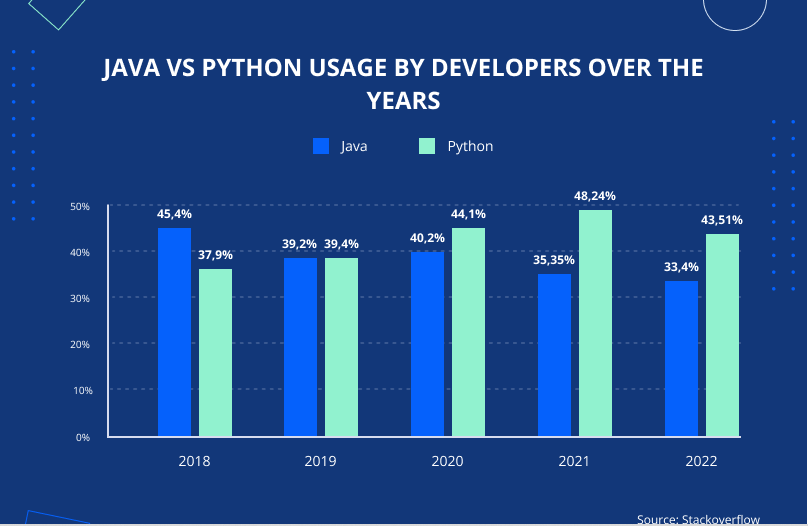 JAVA VS PYTHON USAGE BY DEVELOPERS OVER THE
YEARS
Java Python
50%
40%
30%
20%
10%
0%
45,4% 37,9%
39,2% 39,4%
40,2% 44,1%
35,35% 48,24%
33,4% 43,51%
2018 2019 2020 2021 2022
Source: Stackoverflow